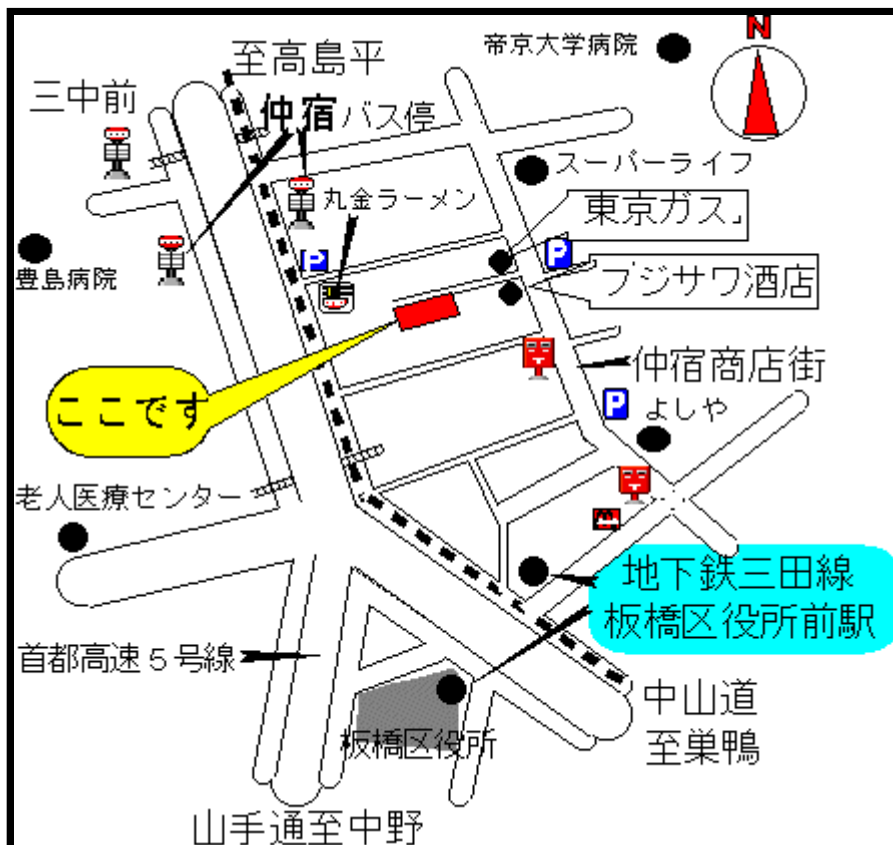 N
帝京大学病院
至高島平
三中前
仲宿 バス停
スーパーライフ
丸金ラーメン
東京ガス
P
P
豊島病院
フジサワ酒店
ここです
仲宿商店街
P
よしや
老人医療センター
地下鉄三田線
板橋区役所前駅
首都高速5号線
中山道
至巣鴨
板橋区役所
山手通至中野